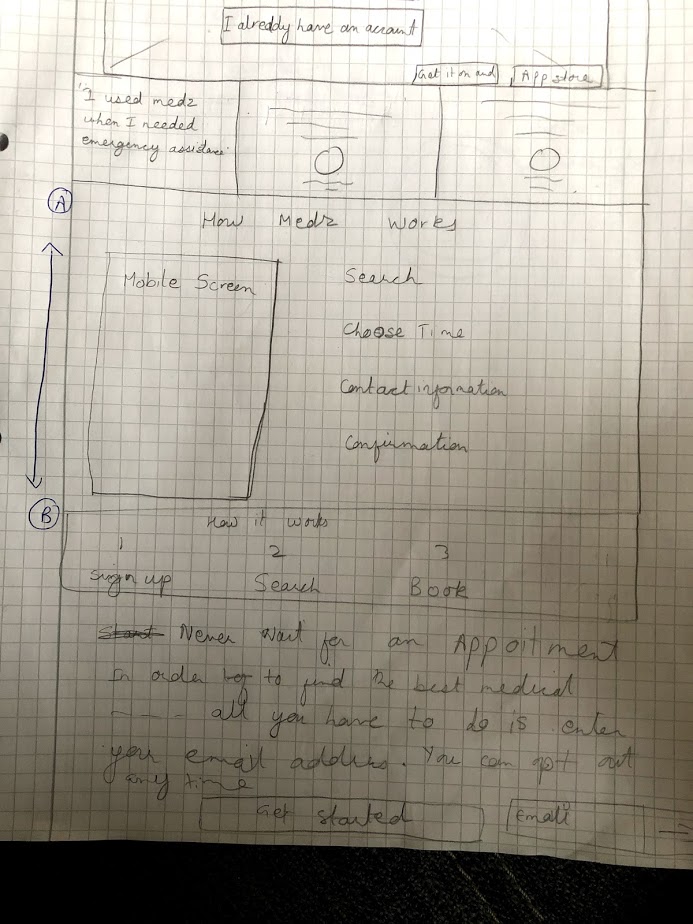 I already have an account
Get it on and
App store
"I used medz
when I needed
emergency assistance"
A
How Medz Works
Mobile Screen
Search
Choose Time
Contact information
Confirmation
B
How it works
1
2
3
sign up
Search
Book
Start Never Wait for an Appoitment
In order to find the best medical
---- all you have to do is enter
your email address. You can opt out
any time
Get started
Email